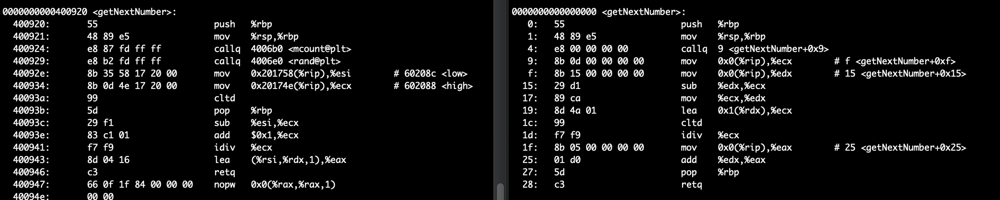 0000000000400920 <getNextNumber>:
400920: 55 push %rbp
400921: 48 89 e5 mov %rsp,%rbp
400924: e8 87 fd ff ff callq 4006b0 <mcount@plt>
400929: e8 b2 fd ff ff callq 4006e0 <rand@plt>
40092e: 8b 35 58 17 20 00 mov 0x201758(%rip),%esi # 60208c <low>
400934: 8b 0d 4e 17 20 00 mov 0x20174e(%rip),%ecx # 602088 <high>
40093a: 99 cltd
40093b: 5d pop %rbp
40093c: 29 f1 sub %esi,%ecx
40093e: 83 c1 01 add $0x1,%ecx
400941: f7 f9 idiv %ecx
400943: 8d 04 16 lea (%rsi,%rdx,1),%eax
400946: c3 retq
400947: 66 0f 1f 84 00 00 00 nopw 0x0(%rax,%rax,1)
40094e: 00 00
0000000000000000 <getNextNumber>:
0: 55 push %rbp
1: 48 89 e5 mov %rsp,%rbp
4: e8 00 00 00 00 callq 9 <getNextNumber+0x9>
9: 8b 0d 00 00 00 00 mov 0x0(%rip),%ecx # f <getNextNumber+0xf>
f: 8b 15 00 00 00 00 mov 0x0(%rip),%edx # 15 <getNextNumber+0x15>
15: 29 d1 sub %edx,%ecx
17: 89 ca mov %ecx,%edx
19: 8d 4a 01 lea 0x1(%rdx),%ecx
1c: 99 cltd
1d: f7 f9 idiv %ecx
1f: 8b 05 00 00 00 00 mov 0x0(%rip),%eax # 25 <getNextNumber+0x25>
25: 01 d0 add %edx,%eax
27: 5d pop %rbp
28: c3 retq